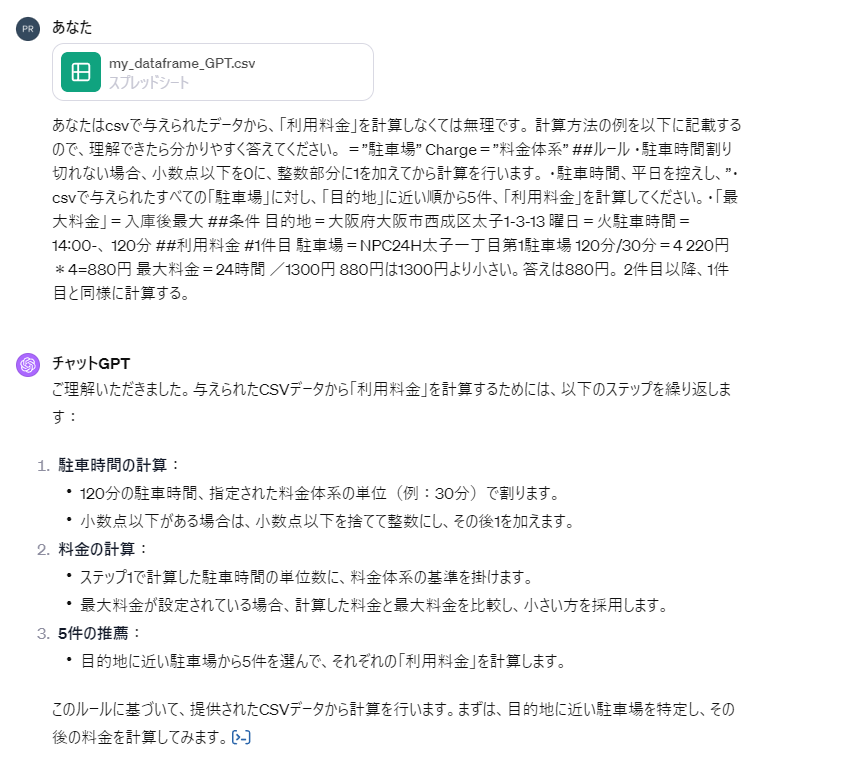 PR
あなた
my_dataframe_GPT.csv
スプレッドシート
あなたはcsvで与えられたデータから、「利用料金」を計算しなくては無理です。 計算方法の例を以下に記載する
ので、理解できたら分かりやすく答えてください。 ＝”駐車場” Charge＝”料金体系” ##ルール ・駐車時間割り
切れない場合、小数点以下を0に、整数部分に1を加えてから計算を行います。 ・駐車時間、平日を控えし、”・
csvで与えられたすべての「駐車場」に対し、「目的地」に近い順から5件、「利用料金」を計算してください。・「最
大料金」＝入庫後最大 ##条件 目的地＝大阪府大阪市西成区太子1-3-13 曜日＝火駐車時間＝
14:00-、 120分 ##利用料金 #1件目 駐車場＝NPC24H太子一丁目第1駐車場 120分/30分＝4 220円
＊4=880円 最大料金＝24時間 ／1300円 880円は1300円より小さい。答えは880円。 2件目以降、1件
目と同様に計算する。
チャットGPT
ご理解いただきました。与えられたCSVデータから「利用料金」を計算するためには、以下のステップを繰り返しま
す：
1. 駐車時間の計算：
• 120分の駐車時間、指定された料金体系の単位（例：30分）で割ります。
• 小数点以下がある場合は、小数点以下を捨てて整数にし、その後1を加えます。
2. 料金の計算：
• ステップ1で計算した駐車時間の単位数に、料金体系の基準を掛けます。
• 最大料金が設定されている場合、計算した料金と最大料金を比較し、小さい方を採用します。
3. 5件の推薦：
• 目的地に近い駐車場から5件を選んで、それぞれの「利用料金」を計算します。
このルールに基づいて、提供されたCSVデータから計算を行います。まずは、目的地に近い駐車場を特定し、その
後の料金を計算してみます。 [>-]